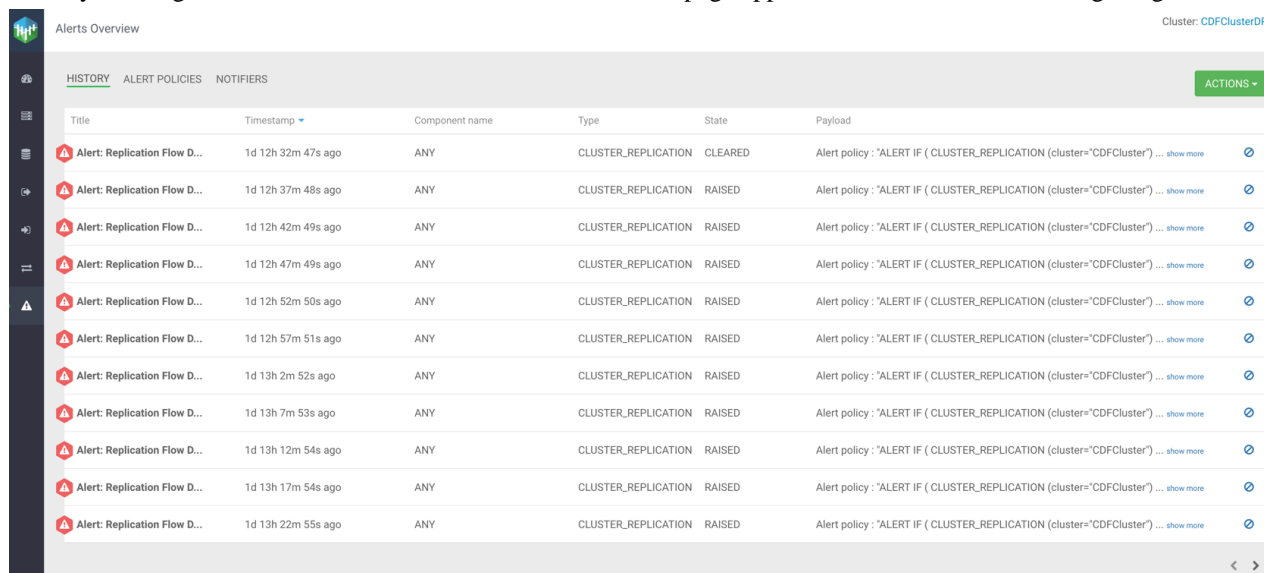 Alerts Overview
Cluster: CDFClusterDF
HISTORY ALERT POLICIES NOTIFIERS
ACTIONS
Title Timestamp Component name Type State Payload
Alert: Replication Flow D... 1d 12h 32m 47s ago ANY CLUSTER_REPLICATION CLEARED Alert policy : "ALERT IF ( CLUSTER_REPLICATION (cluster="CDFCluster") ... show more
Alert: Replication Flow D... 1d 12h 37m 48s ago ANY CLUSTER_REPLICATION RAISED Alert policy : "ALERT IF ( CLUSTER_REPLICATION (cluster="CDFCluster") ... show more
Alert: Replication Flow D... 1d 12h 42m 49s ago ANY CLUSTER_REPLICATION RAISED Alert policy : "ALERT IF ( CLUSTER_REPLICATION (cluster="CDFCluster") ... show more
Alert: Replication Flow D... 1d 12h 47m 49s ago ANY CLUSTER_REPLICATION RAISED Alert policy : "ALERT IF ( CLUSTER_REPLICATION (cluster="CDFCluster") ... show more
Alert: Replication Flow D... 1d 12h 52m 50s ago ANY CLUSTER_REPLICATION RAISED Alert policy : "ALERT IF ( CLUSTER_REPLICATION (cluster="CDFCluster") ... show more
Alert: Replication Flow D... 1d 12h 57m 51s ago ANY CLUSTER_REPLICATION RAISED Alert policy : "ALERT IF ( CLUSTER_REPLICATION (cluster="CDFCluster") ... show more
Alert: Replication Flow D... 1d 13h 2m 52s ago ANY CLUSTER_REPLICATION RAISED Alert policy : "ALERT IF ( CLUSTER_REPLICATION (cluster="CDFCluster") ... show more
Alert: Replication Flow D... 1d 13h 7m 53s ago ANY CLUSTER_REPLICATION RAISED Alert policy : "ALERT IF ( CLUSTER_REPLICATION (cluster="CDFCluster") ... show more
Alert: Replication Flow D... 1d 13h 12m 54s ago ANY CLUSTER_REPLICATION RAISED Alert policy : "ALERT IF ( CLUSTER_REPLICATION (cluster="CDFCluster") ... show more
Alert: Replication Flow D... 1d 13h 17m 54s ago ANY CLUSTER_REPLICATION RAISED Alert policy : "ALERT IF ( CLUSTER_REPLICATION (cluster="CDFCluster") ... show more
Alert: Replication Flow D... 1d 13h 22m 55s ago ANY CLUSTER_REPLICATION RAISED Alert policy : "ALERT IF ( CLUSTER_REPLICATION (cluster="CDFCluster") ... show more